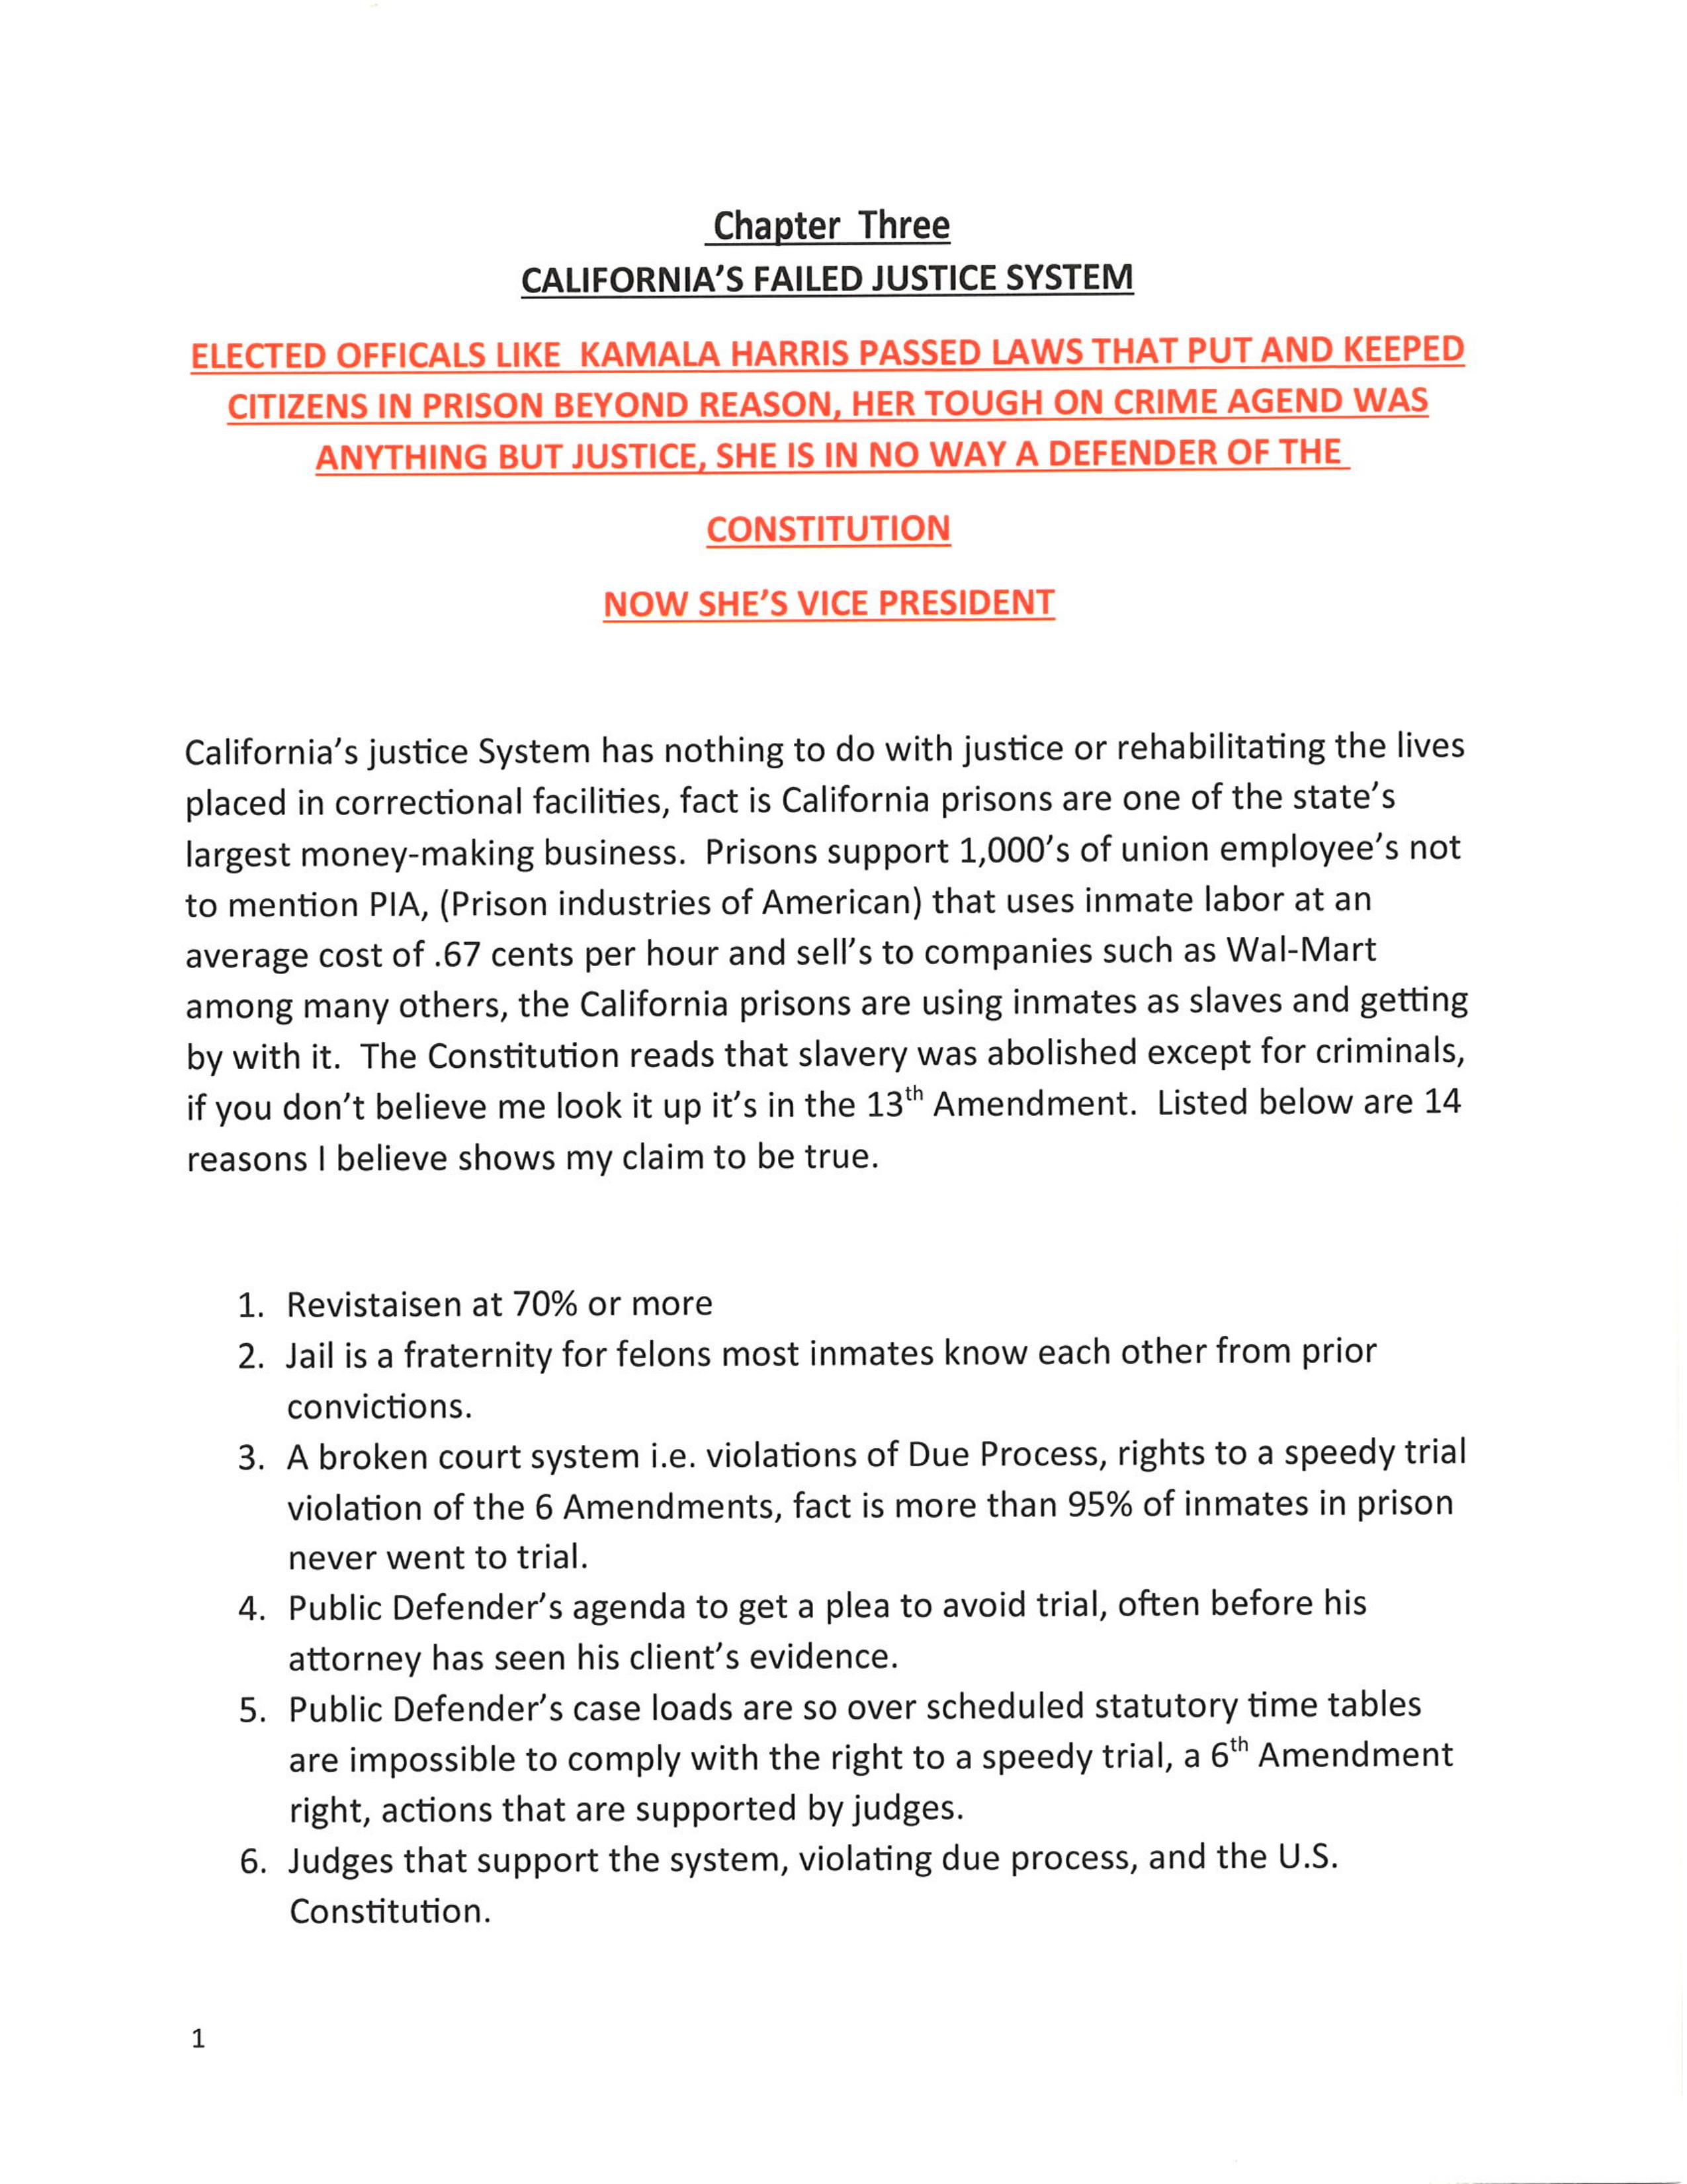 Chapter Three
CALIFORNIA'S FAILED JUSTICE SYSTEM
ELECTED OFFICALS LIKE KAMALA HARRIS PASSED LAWS THAT PUT AND KEEPED
CITIZENS IN PRISON BEYOND REASON, HER TOUGH ON CRIME AGEND WAS
ANYTHING BUT JUSTICE, SHE IS IN NO WAY A DEFENDER OF THE
CONSTITUTION
NOW SHE'S VICE PRESIDENT
California's justice System has nothing to do with justice or rehabilitating the lives
placed in correctional facilities, fact is California prisons are one of the state's
largest money-making business. Prisons support 1,000's of union employee's not
to mention PIA, (Prison industries of American) that uses inmate labor at an
average cost of .67 cents per hour and sell's to companies such as Wal-Mart
among many others, the California prisons are using inmates as slaves and getting
by with it. The Constitution reads that slavery was abolished except for criminals,
if you don't believe me look it up it's in the 13th Amendment. Listed below are 14
reasons I believe shows my claim to be true.
1. Revistaisen at 70% or more
2. Jail is a fraternity for felons most inmates know each other from prior
convictions.
3. A broken court system i.e. violations of Due Process, rights to a speedy trial
violation of the 6 Amendments, fact is more than 95% of inmates in prison
never went to trial.
4. Public Defender's agenda to get a plea to avoid trial, often before his
attorney has seen his client's evidence.
5. Public Defender's case loads are so over scheduled statutory time tables
are impossible to comply with the right to a speedy trial, a 6th Amendment
right, actions that are supported by judges.
6. Judges that support the system, violating due process, and the U.S.
Constitution.
1